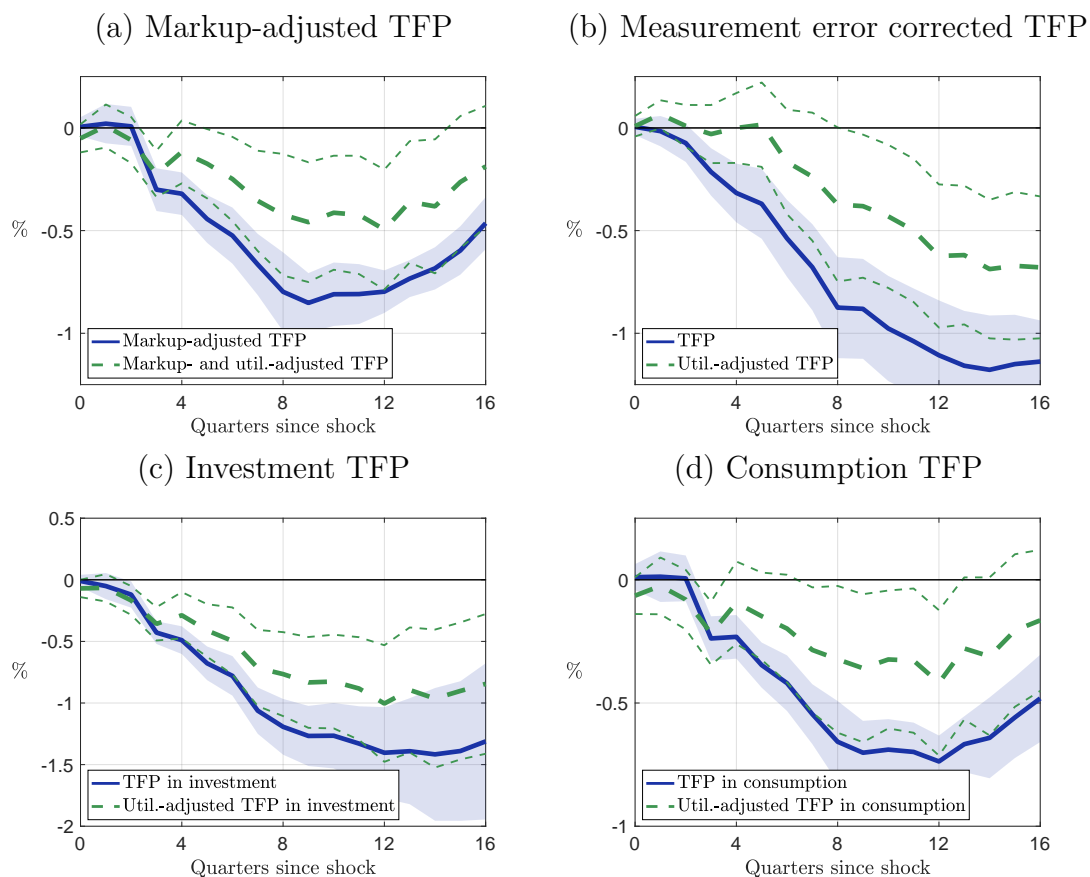 (a) Markup-adjusted TFP
0
-0.5
-1
%
0 4 8 12 16
Quarters since shock
Markup-adjusted TFP
Markup- and util.-adjusted TFP
(b) Measurement error corrected TFP
0
-0.5
-1
%
0 4 8 12 16
Quarters since shock
TFP
Util.-adjusted TFP
(c) Investment TFP
0.5
0
-0.5
-1
-1.5
-2
%
0 4 8 12 16
Quarters since shock
TFP in investment
Util.-adjusted TFP in investment
(d) Consumption TFP
0
-0.5
-1
%
0 4 8 12 16
Quarters since shock
TFP in consumption
Util.-adjusted TFP in consumption